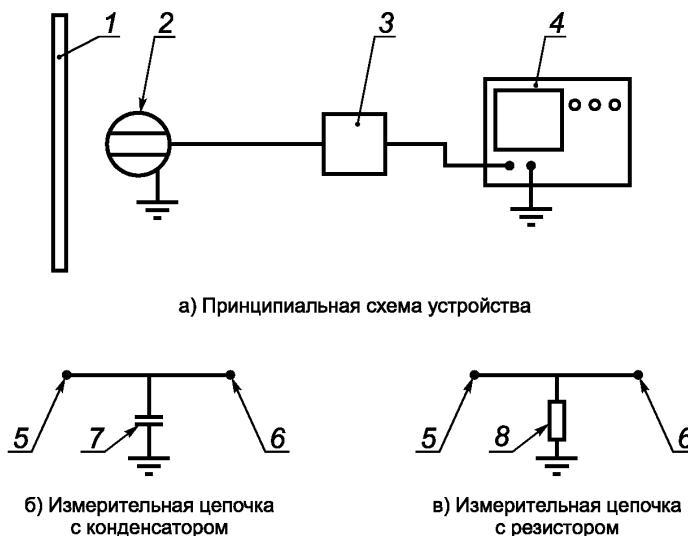 1 2 3 4
а) Принципиальная схема устройства
5 7 6
5 8 6
б) Измерительная цепочка
с конденсатором
в) Измерительная цепочка
с резистором